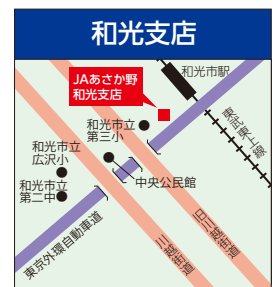 和光支店
JAあさか野
和光支店
和光市駅
東武東上線
和光市立
第三小
和光市立
広沢小
和光市立
第二中
中央公民館
東京外環自動車道
川越街道
旧川越街道